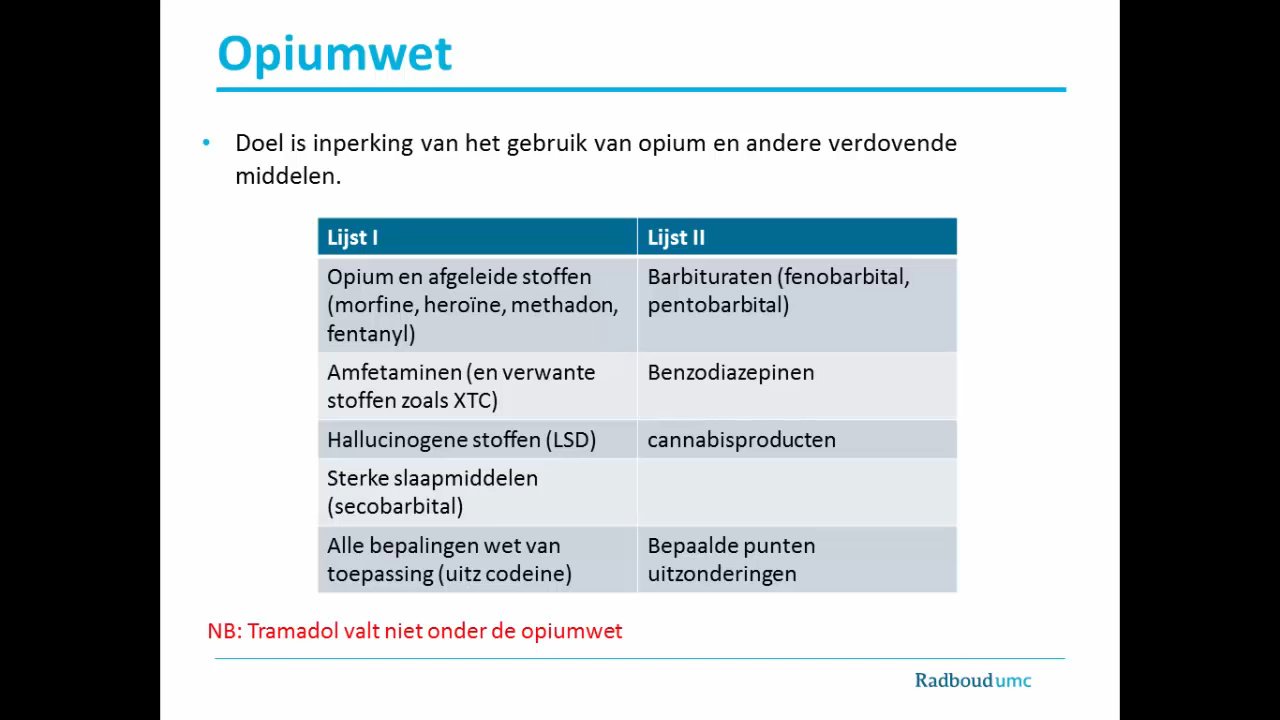 Opiumwet
• Doel is inperking van het gebruik van opium en andere verdovende
middelen.
Lijst I
Lijst II
Opium en afgeleide stoffen
(morfine, heroïne, methadon,
fentanyl)
Barbituraten (fenobarbital,
pentobarbital)
Amfetaminen (en verwante
stoffen zoals XTC)
Benzodiazepinen
Hallucinogene stoffen (LSD)
cannabisproducten
Sterke slaapmiddelen
(secobarbital)
Alle bepalingen wet van
toepassing (uitz codeine)
Bepaalde punten
uitzonderingen
NB: Tramadol valt niet onder de opiumwet
Radboudumc